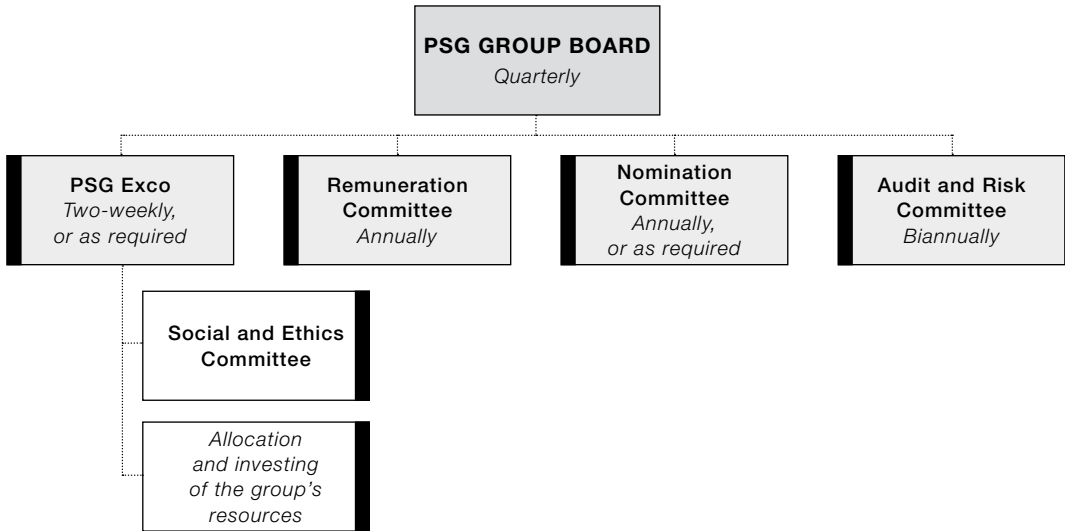 PSG GROUP BOARD
Quarterly
PSG Exco
Two-weekly,
or as required
Remuneration
Committee
Annually
Nomination
Committee
Annually,
or as required
Audit and Risk
Committee
Biannually
Social and Ethics
Committee
Allocation
and investing
of the group's
resources